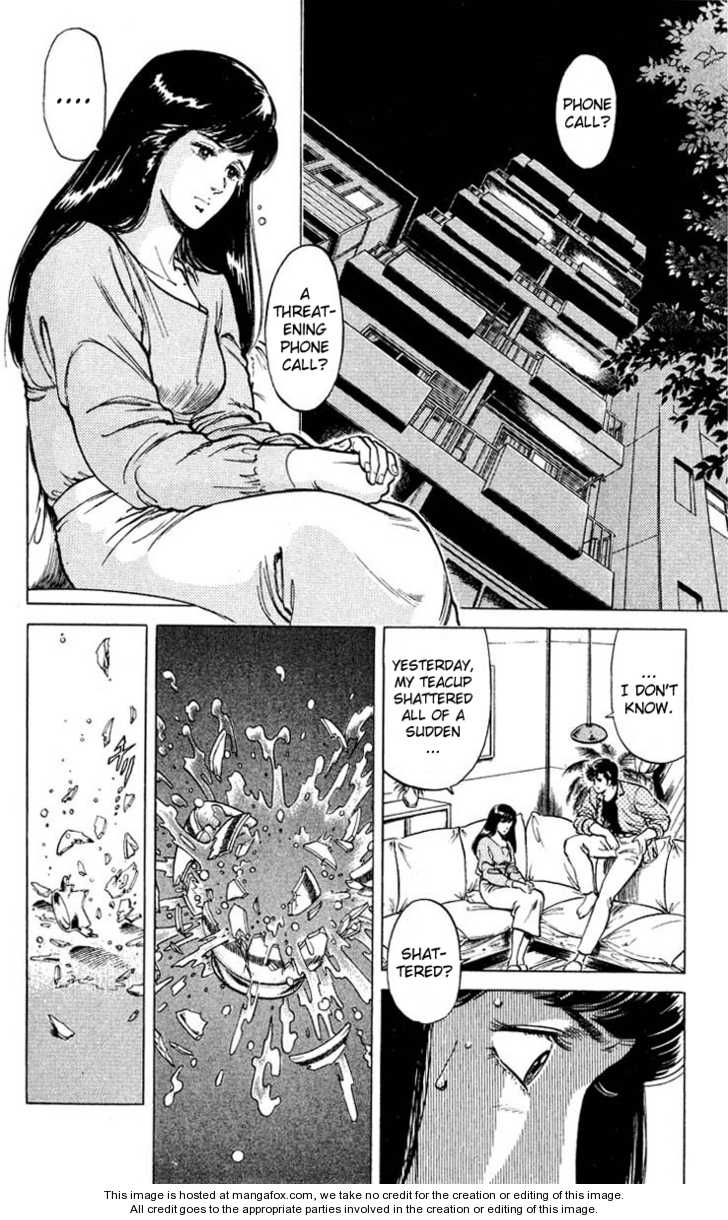 PHONE
CALL?
A
THREAT-
ENING
PHONE
CALL?
....
...
I DON'T
KNOW.
YESTERDAY,
MY TEACUP
SHATTERED
ALL OF A
SUDDEN
...
SHAT-
TERED?
This image is hosted at mangafox.com, we take no credit for the creation or editing of this image.
All credit goes to the appropriate parties involved in the creation or editing of this image.